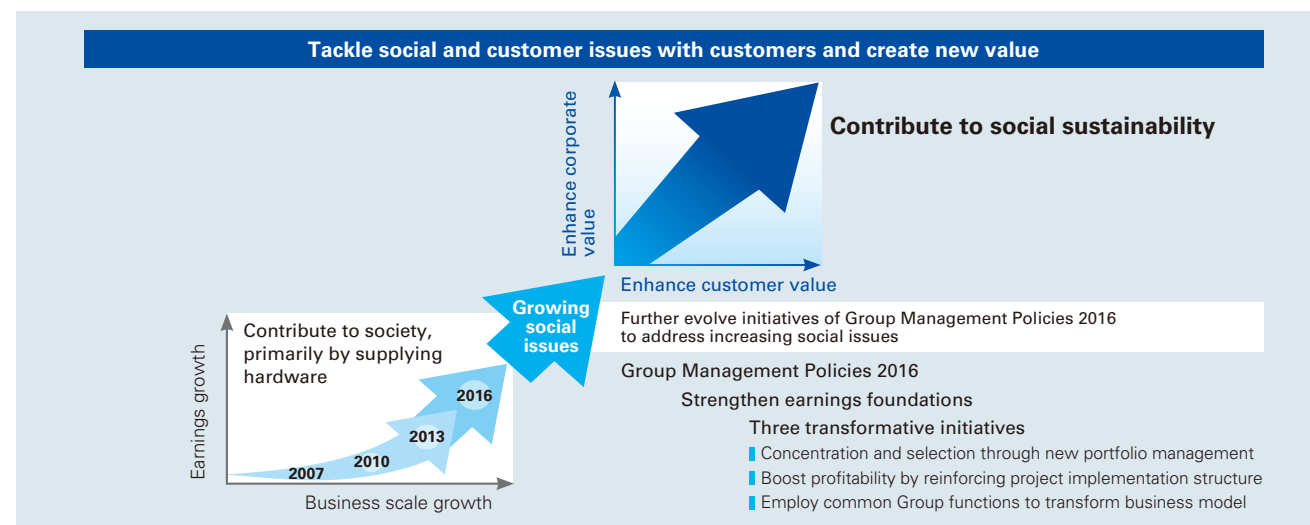 Tackle social and customer issues with customers and create new value
Enhance corporate
value
Contribute to social sustainability
Enhance customer value
Growing
social
issues
Further evolve initiatives of Group Management Policies 2016
to address increasing social issues
Contribute to society,
primarily by supplying
hardware
Earnings growth
2016
2013
2010
2007
Business scale growth
Group Management Policies 2016
Strengthen earnings foundations
Three transformative initiatives
Concentration and selection through new portfolio management
Boost profitability by reinforcing project implementation structure
Employ common Group functions to transform business model